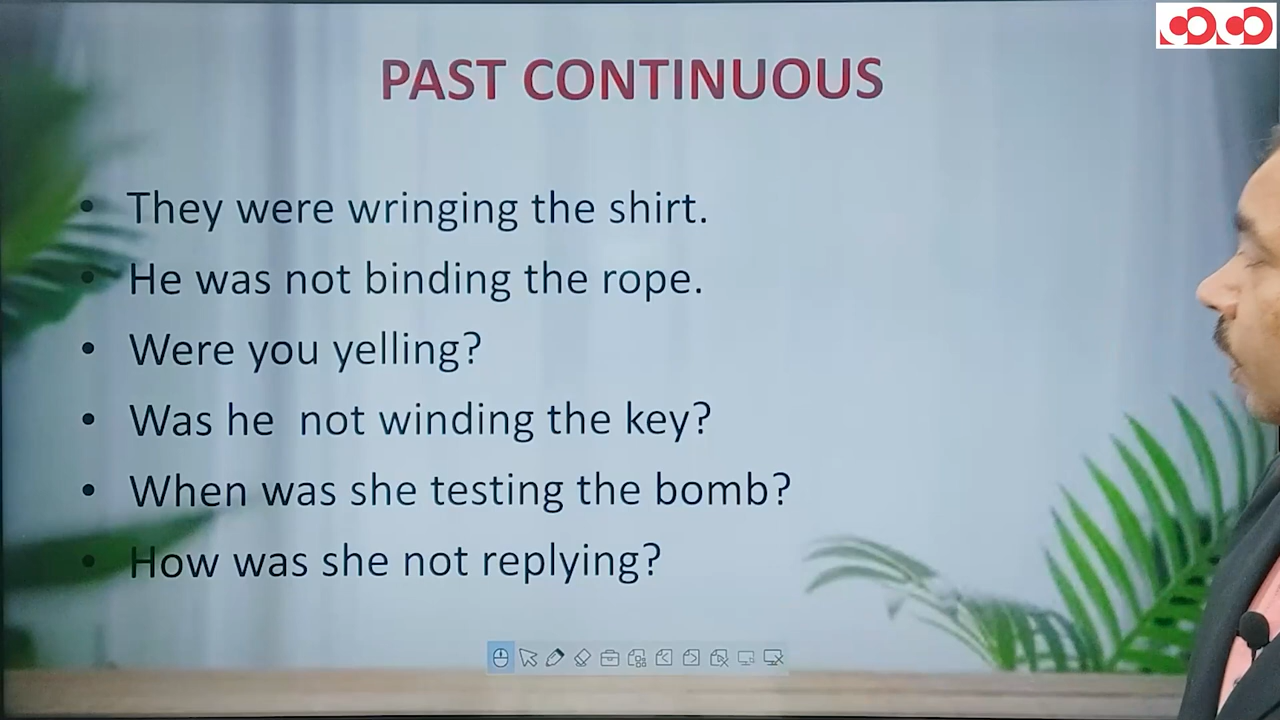 PAST CONTINUOUS
• They were wringing the shirt.
• He was not binding the rope.
• Were you yelling?
• Was he not winding the key?
• When was she testing the bomb?
• How was she not replying?